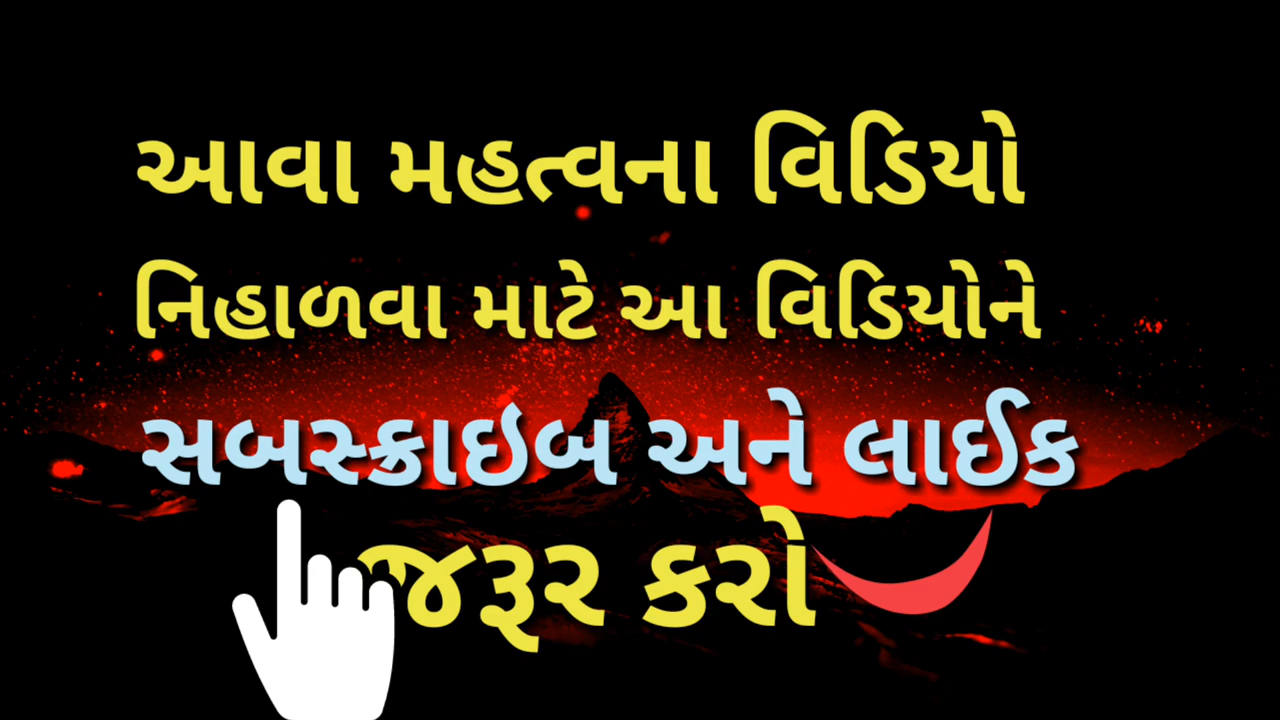 આવા મહત્વના વિડિયો
નિહાળવા માટે આ વિડિયોને
સબસ્ક્રાઇબ અને લાઈક
જરૂર કરો